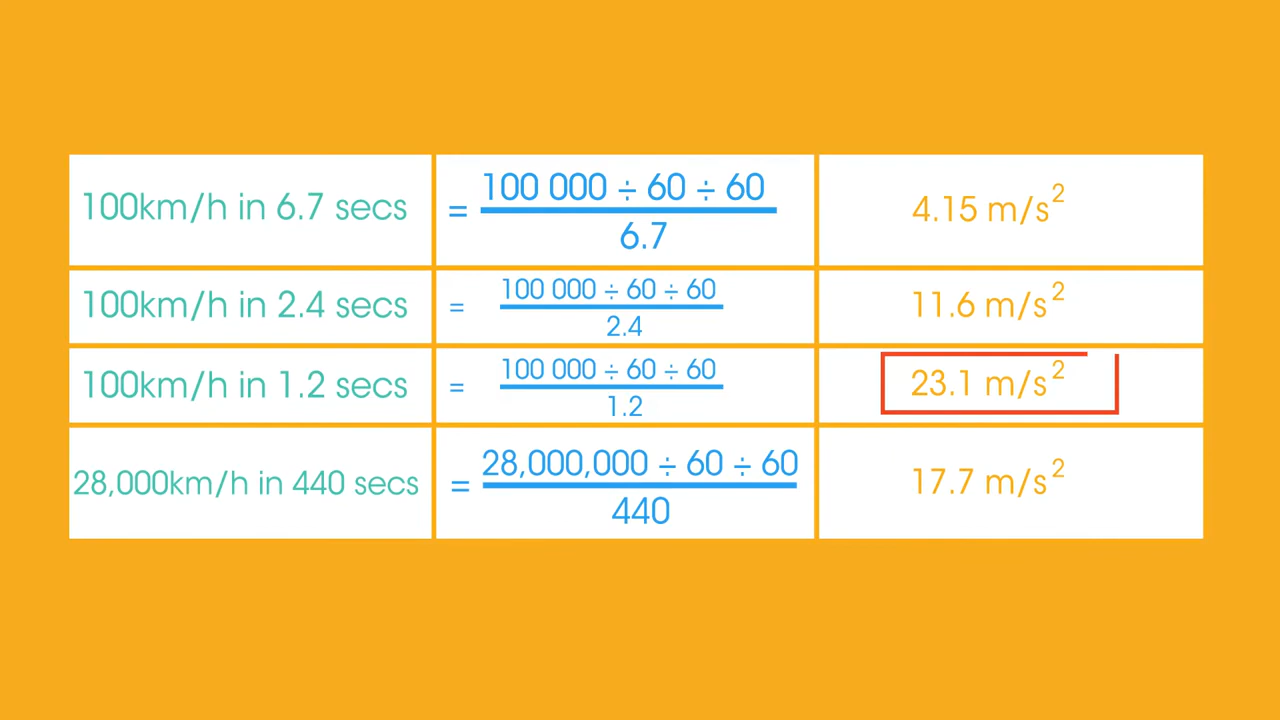 100km/h in 6.7 secs = 100 000 ÷ 60 ÷ 60 4.15 m/s²
6.7
100km/h in 2.4 secs = 100 000 ÷ 60 ÷ 60 11.6 m/s²
2.4
100km/h in 1.2 secs = 100 000 ÷ 60 ÷ 60 23.1 m/s²
1.2
28,000km/h in 440 secs = 28,000,000 ÷ 60 ÷ 60 17.7 m/s²
440